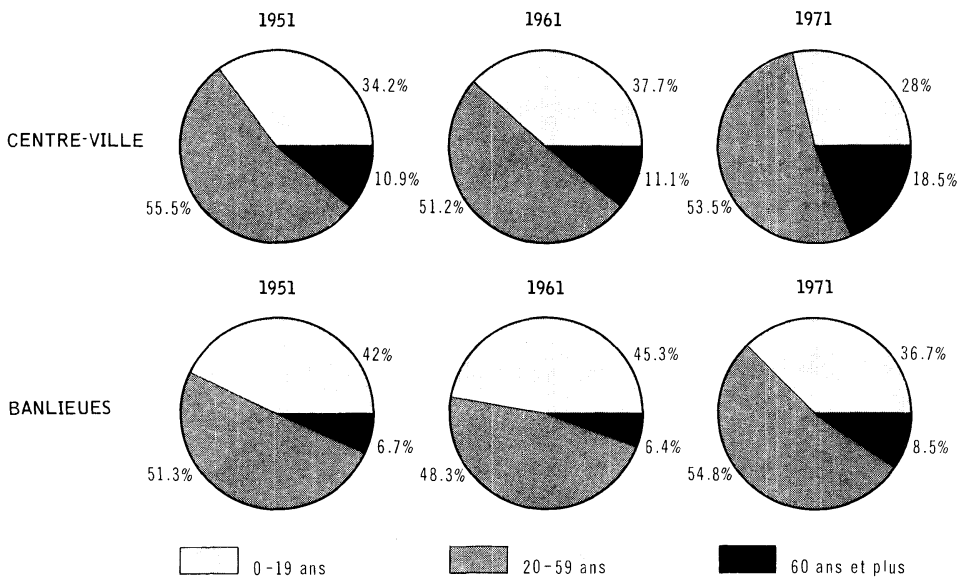 1951 1961 1971
34.2% 37.7% 28%
CENTRE-VILLE
10.9% 11.1% 18.5%
55.5% 51.2% 53.5%
1951 1961 1971
42% 45.3% 36.7%
BANLIEUES
6.7% 6.4% 8.5%
51.3% 48.3% 54.8%
0-19 ans 20-59 ans 60 ans et plus